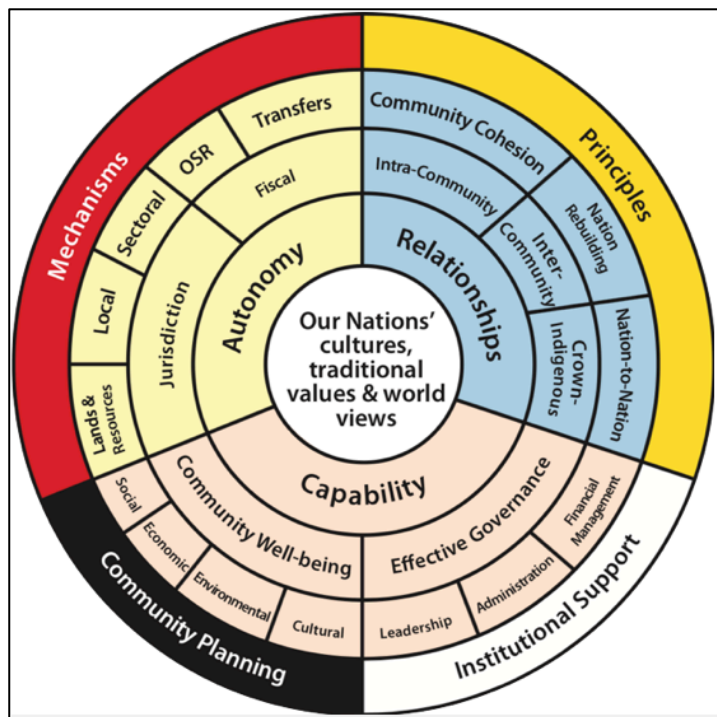 Mechanisms
Principles
Institutional Support
Community Planning
Transfers
OSR
Sectoral
Local
Lands &
Resources
Fiscal
Jurisdiction
Autonomy
Community Cohesion
Nation
Rebuilding
Nation-to-Nation
Intra-Community
Inter-
Community
Crown-
Indigenous
Relationships
Our Nations'
cultures,
traditional
values & world
views
Capability
Community Well-being
Effective Governance
Social
Economic
Environmental
Cultural
Leadership
Administration
Financial
Management